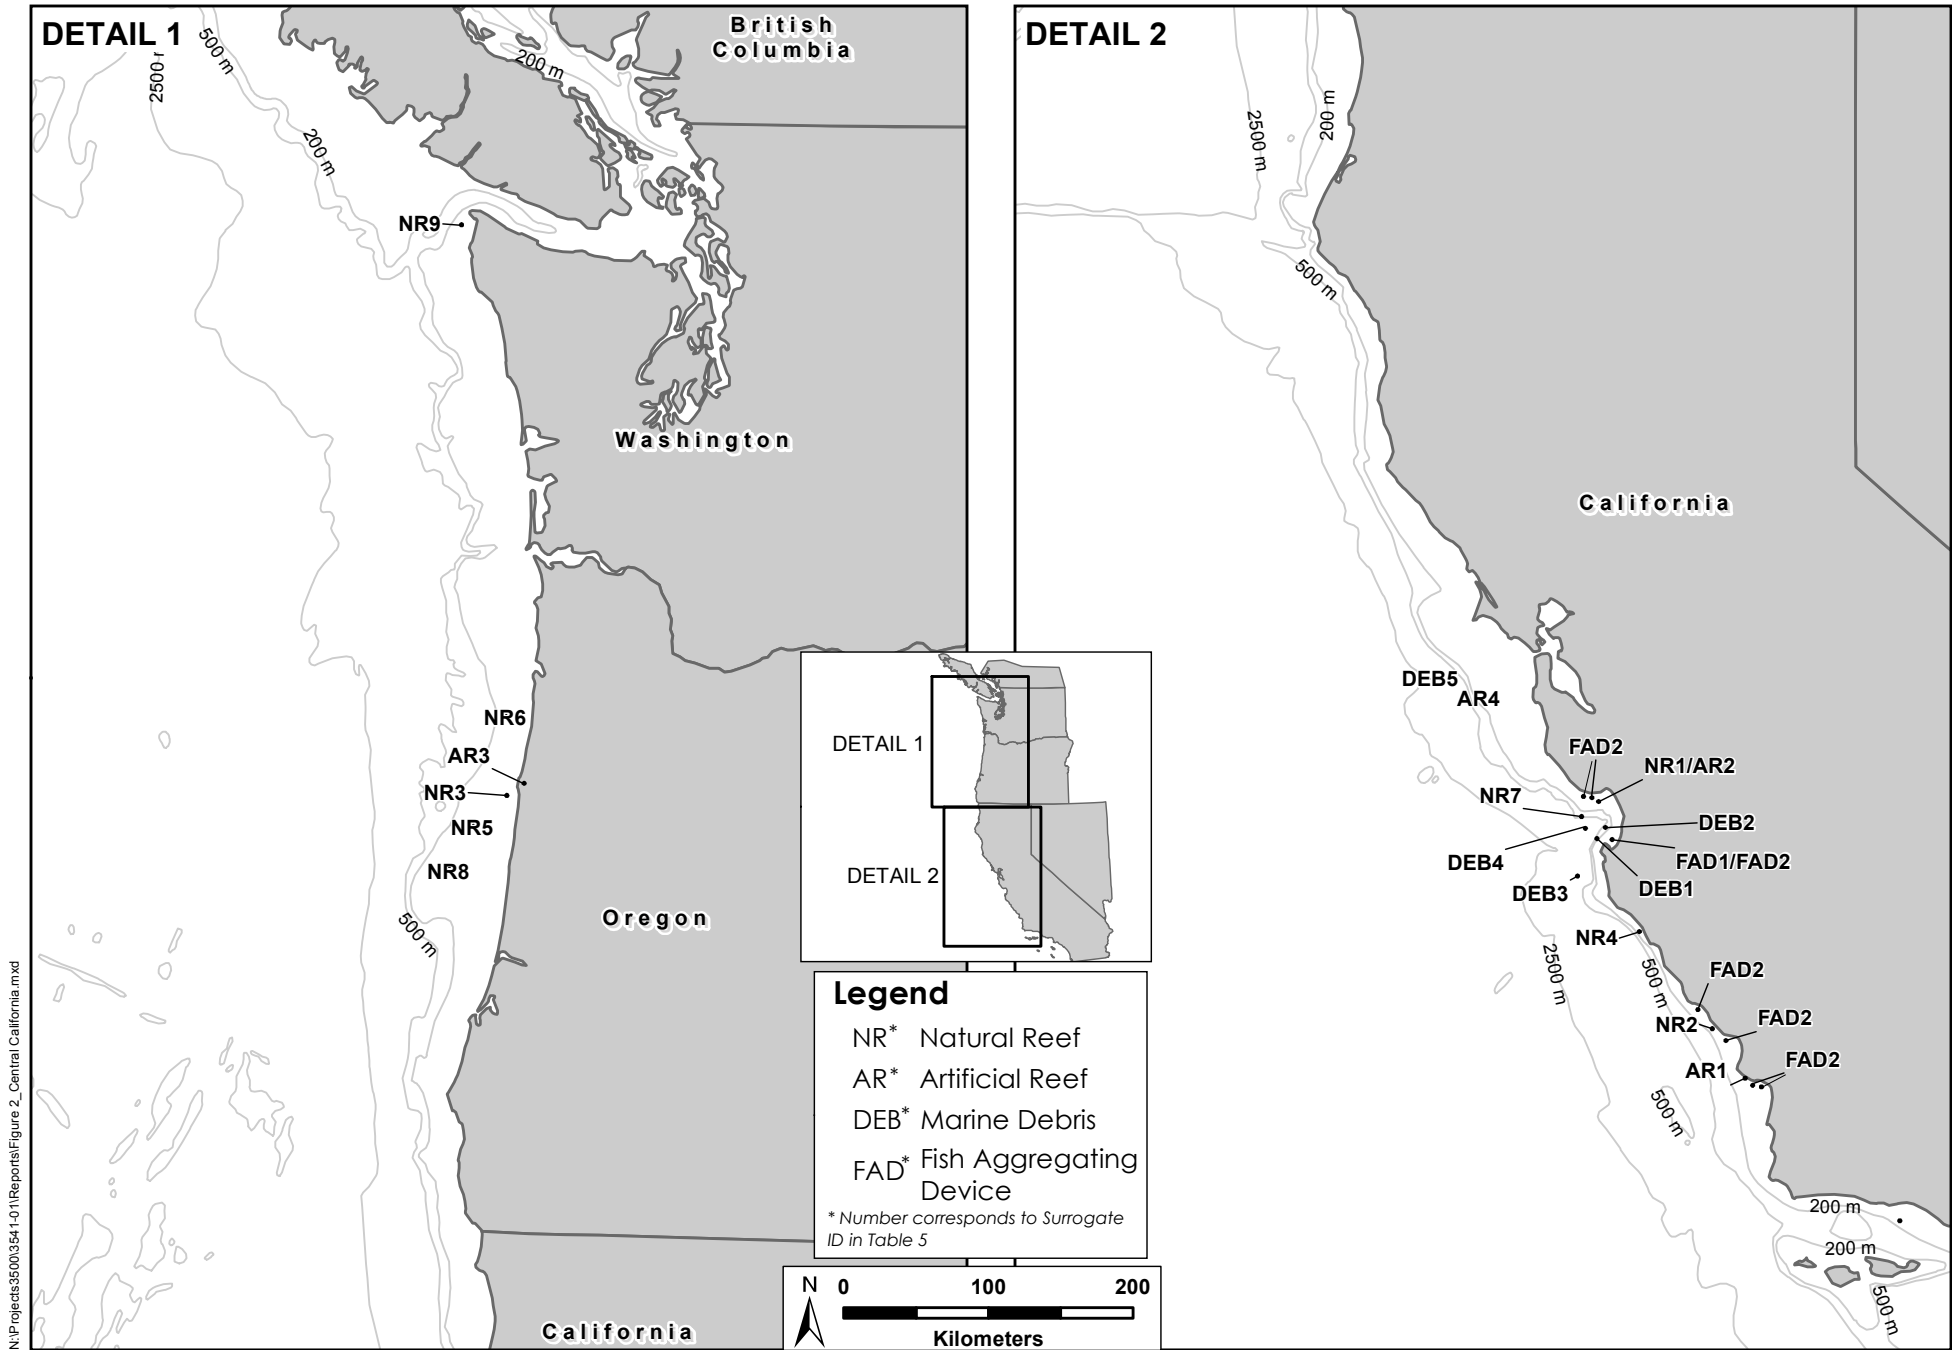 DETAIL 1
2500 r
500 m
200 m
British
Columbia
200 m
NR9
Washington
NR6
AR3
NR3
NR5
NR8
500 m
Oregon
California
DETAIL 2
2500 m
200 m
500 m
California
DEB5
AR4
FAD2
NR1/AR2
NR7
DEB2
DEB4
FAD1/FAD2
DEB3
DEB1
NR4
2500 m
500 m
FAD2
NR2
FAD2
AR1
FAD2
500 m
200 m
200 m
500 m
DETAIL 1
DETAIL 2
Legend
NR* Natural Reef
AR* Artificial Reef
DEB* Marine Debris
FAD* Fish Aggregating
Device
* Number corresponds to Surrogate
ID in Table 5
N
0 100 200
Kilometers
N:\Projects3500\3541-01\Reports\Figure 2_Central California.mxd